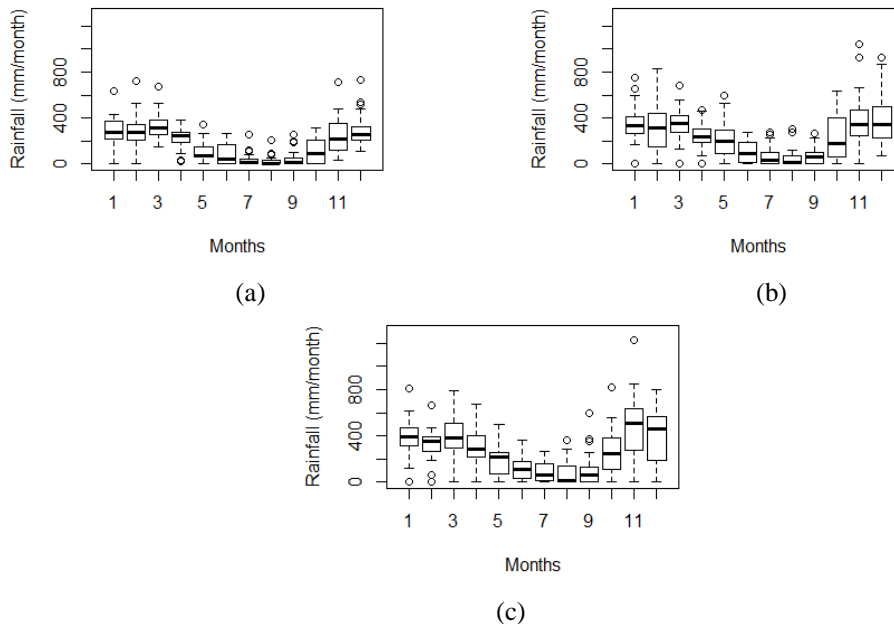 Rainfall (mm/month)
0 400 800
1 3 5 7 9 11
Months
(a)
Rainfall (mm/month)
0 400 800
1 3 5 7 9 11
Months
(b)
Rainfall (mm/month)
0 400 800
1 3 5 7 9 11
Months
(c)